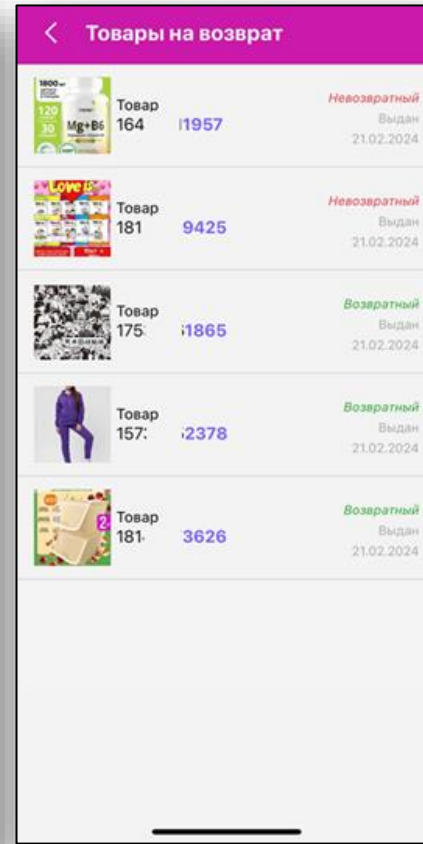 Товары на возврат
1800
120
30
Mg+B6
Товар
164 11957
Невозвратный
Выдан
21.02.2024
Love is
Товар
181 9425
Невозвратный
Выдан
21.02.2024
Товар
175 1865
Возвратный
Выдан
21.02.2024
Товар
157 2378
Возвратный
Выдан
21.02.2024
2
Товар
181 3626
Возвратный
Выдан
21.02.2024